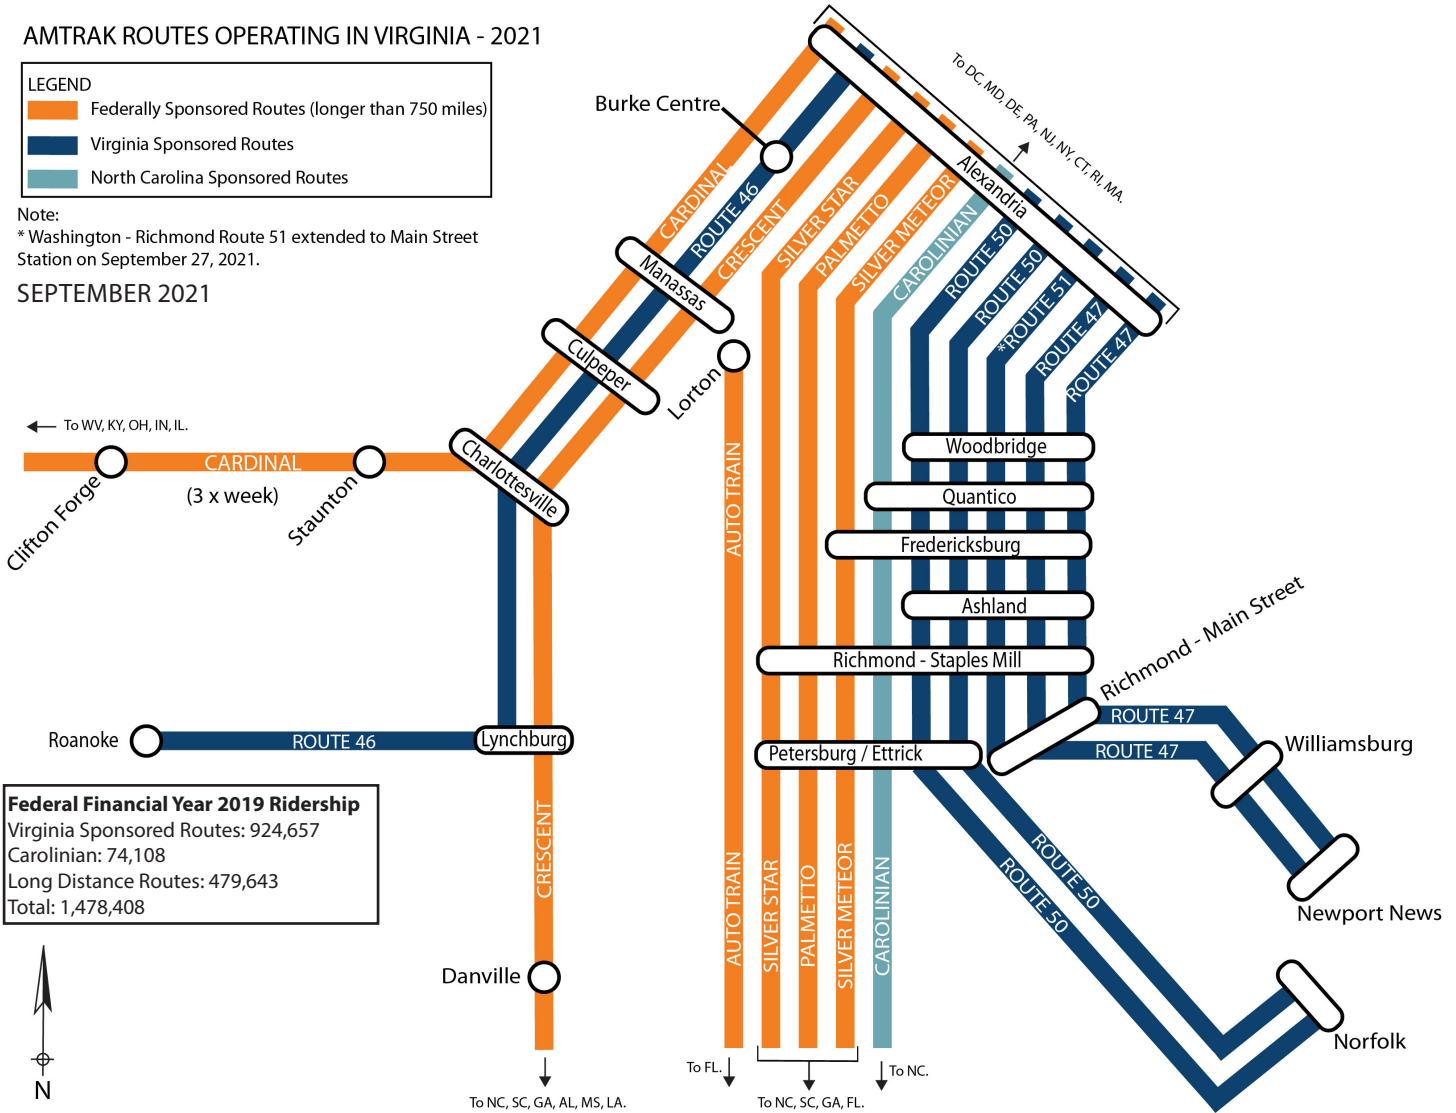 AMTRAK ROUTES OPERATING IN VIRGINIA - 2021
LEGEND
Federally Sponsored Routes (longer than 750 miles)
Virginia Sponsored Routes
North Carolina Sponsored Routes
Note:
* Washington - Richmond Route 51 extended to Main Street
Station on September 27, 2021.
SEPTEMBER 2021
Burke Centre
To DC, MD, DE, PA, NJ, NY, CT, RI, MA.
Alexandria
CARDINAL
ROUTE 46
CRESCENT
SILVER STAR
PALMETTO
SILVER METEOR
CAROLINIAN
ROUTE 50
ROUTE 50
*ROUTE 51
ROUTE 47
ROUTE 47
Manassas
Culpeper
Lorton
To WV, KY, OH, IN, IL.
CARDINAL
(3 x week)
Clifton Forge
Staunton
Charlottesville
AUTO TRAIN
Woodbridge
Quantico
Fredericksburg
Ashland
Richmond - Staples Mill
Richmond - Main Street
Roanoke
ROUTE 46
Lynchburg
Petersburg / Ettrick
ROUTE 47
ROUTE 47
Williamsburg
Newport News
Federal Financial Year 2019 Ridership
Virginia Sponsored Routes: 924,657
Carolinian: 74,108
Long Distance Routes: 479,643
Total: 1,478,408
CRESCENT
AUTO TRAIN
SILVER STAR
PALMETTO
SILVER METEOR
CAROLINIAN
ROUTE 50
ROUTE 50
Danville
Norfolk
N
To NC, SC, GA, AL, MS, LA.
To FL.
To NC, SC, GA, FL.
To NC.